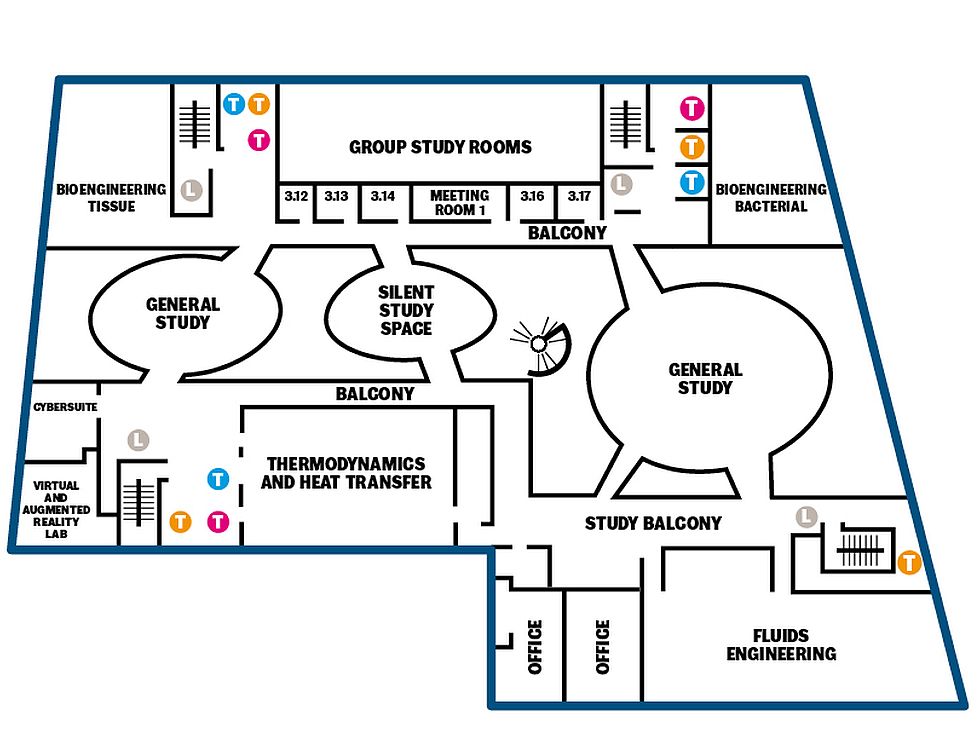 T T
T
GROUP STUDY ROOMS
T
T
T
L
L
BIOENGINEERING
TISSUE
3.12
3.13
3.14
MEETING
ROOM 1
3.16
3.17
BIOENGINEERING
BACTERIAL
BALCONY
GENERAL
STUDY
SILENT
STUDY
SPACE
GENERAL
STUDY
BALCONY
CYBERSUITE
L
THERMODYNAMICS
AND HEAT TRANSFER
VIRTUAL
AND
AUGMENTED
REALITY
LAB
T
T T
STUDY BALCONY
L
T
OFFICE
OFFICE
FLUIDS
ENGINEERING